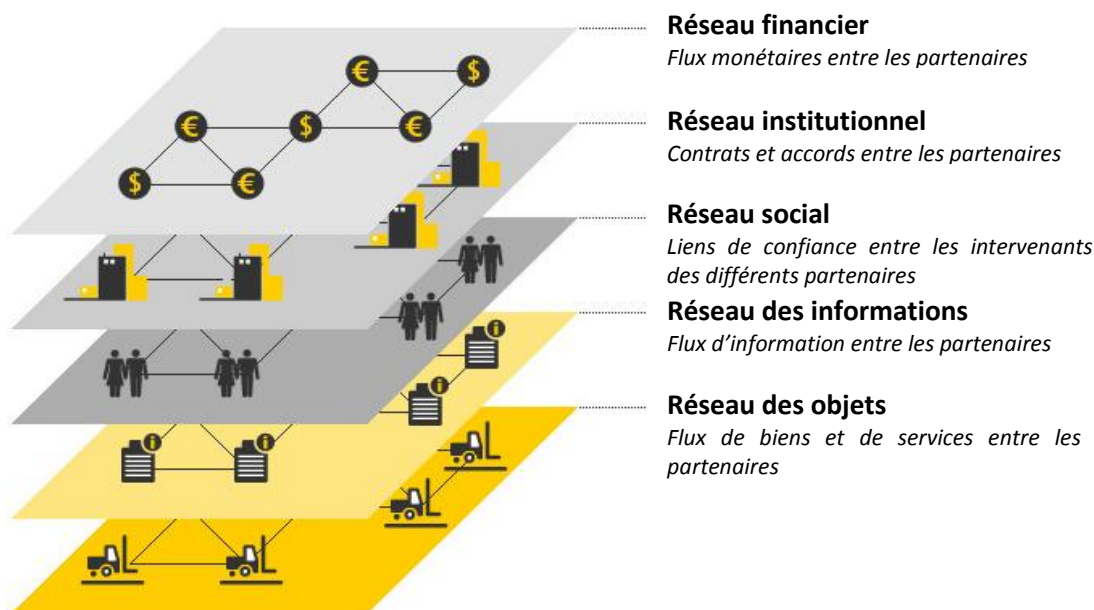 Réseau financier
Flux monétaires entre les partenaires
Réseau institutionnel
Contrats et accords entre les partenaires
Réseau social
Liens de confiance entre les intervenants
des différents partenaires
Réseau des informations
Flux d’information entre les partenaires
Réseau des objets
Flux de biens et de services entre les
partenaires
€ $
€ $ €
$ €
i
i
i i